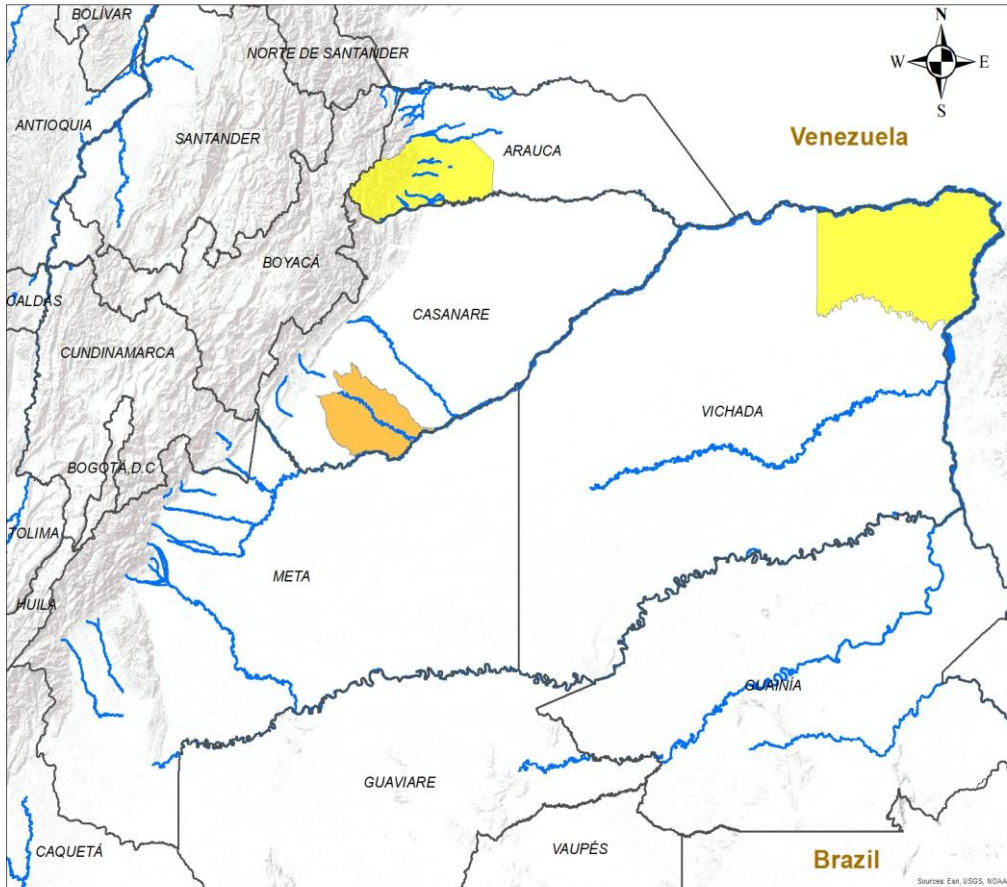 BOLÍVAR
N
NORTE DE SANTANDER
W
E
S
ANTIOQUIA
SANTANDER
ARAUCA
Venezuela
BOYACÁ
CALDAS
CASANARE
CUNDINAMARCA
VICHADA
BOGOTÁ, D.C
TOLIMA
META
HUILA
GUAINÍA
GUAVIARE
CAQUETÁ
VAUPÉS
Brazil
Sources: Esri, USGS, NOAA